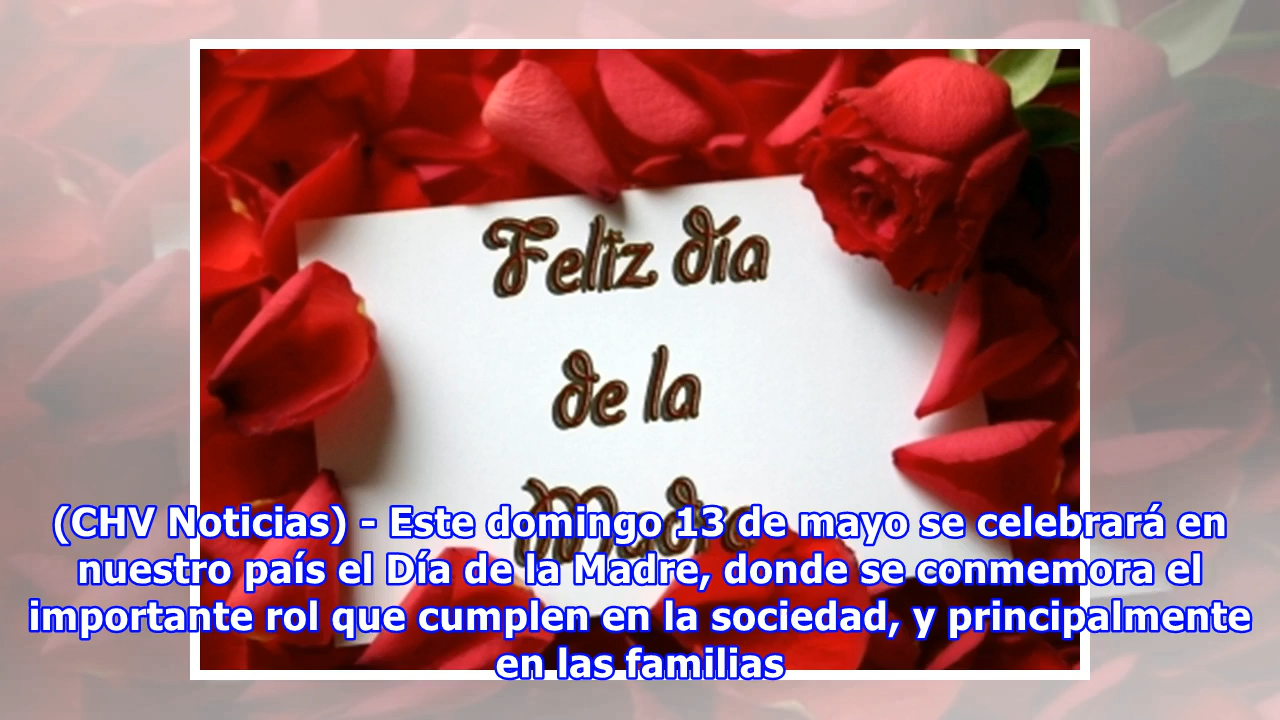 Feliz día
de la
Madre
(CHV Noticias) - Este domingo 13 de mayo se celebrará en
nuestro país el Día de la Madre, donde se conmemora el
importante rol que cumplen en la sociedad, y principalmente
en las familias